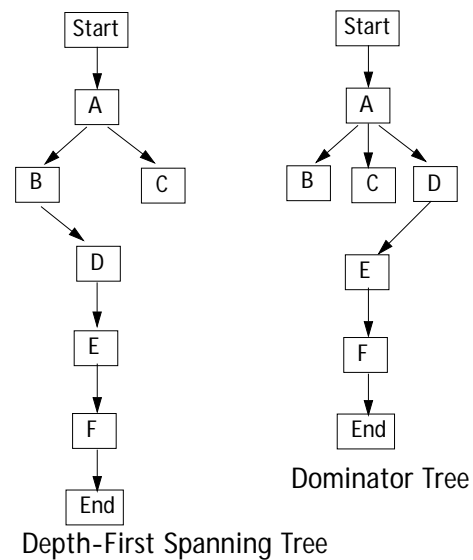 Start
A
B
C
D
E
F
End
Depth-First Spanning Tree
Start
A
B
C
D
E
F
End
Dominator Tree